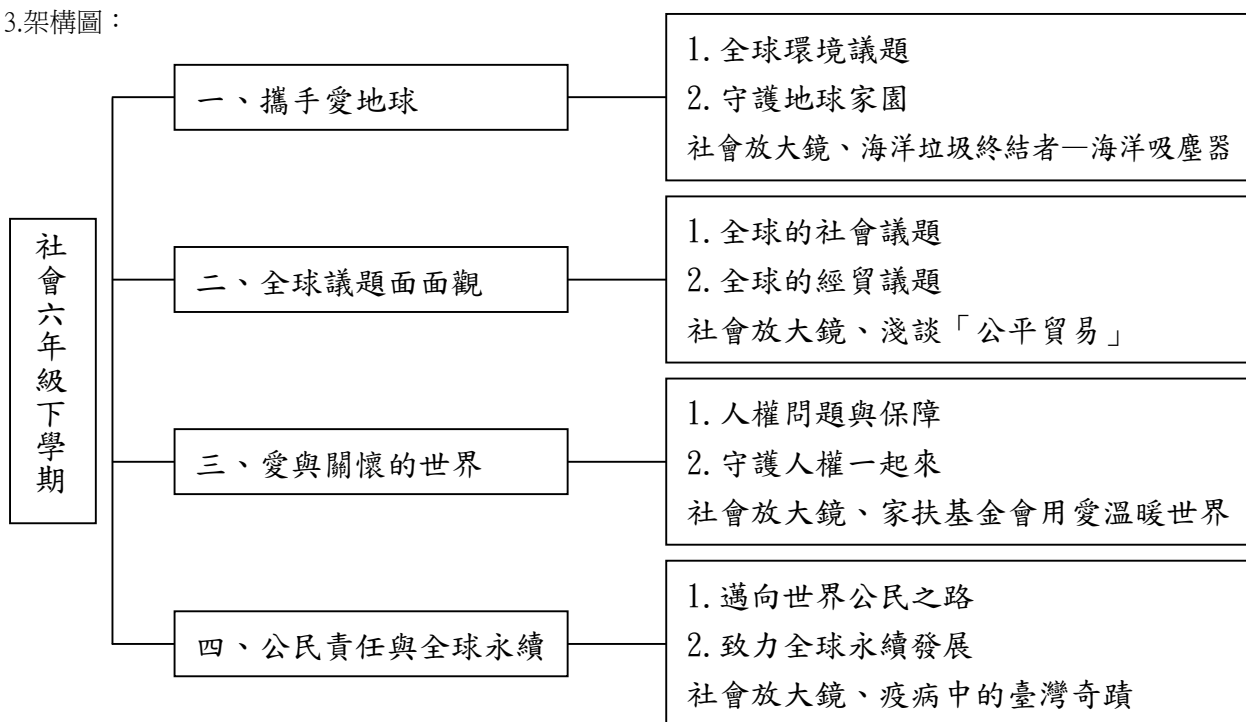 3.架構圖：
社會六年級下學期
一、攜手愛地球
1.全球環境議題
2.守護地球家園
社會放大鏡、海洋垃圾終結者—海洋吸塵器
二、全球議題面面觀
1.全球的社會議題
2.全球的經貿議題
社會放大鏡、淺談「公平貿易」
三、愛與關懷的世界
1.人權問題與保障
2.守護人權一起來
社會放大鏡、家扶基金會用愛溫暖世界
四、公民責任與全球永續
1.邁向世界公民之路
2.致力全球永續發展
社會放大鏡、疫病中的臺灣奇蹟